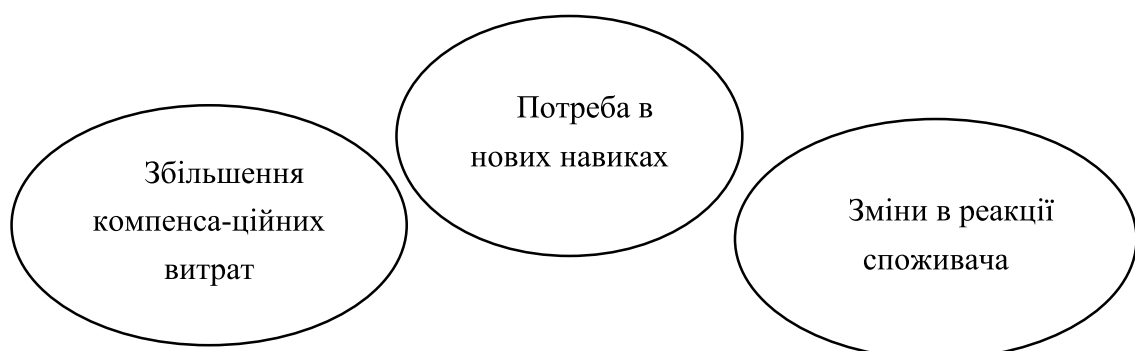 Збільшення
компенса-ційних
витрат
Потреба в
нових навиках
Зміни в реакції
споживача